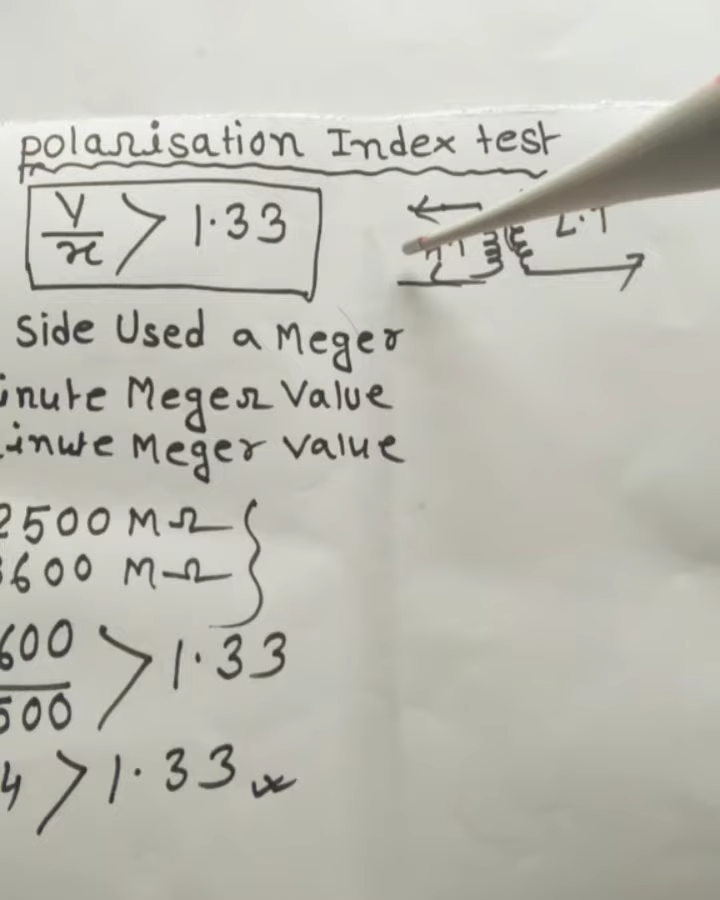 polarisation Index test
y/x > 1.33
L.T
Side Used a Meger
inute Meger Value
inute Meger value
2500 MΩ
3600 MΩ
600/500 > 1.33
4 > 1.33